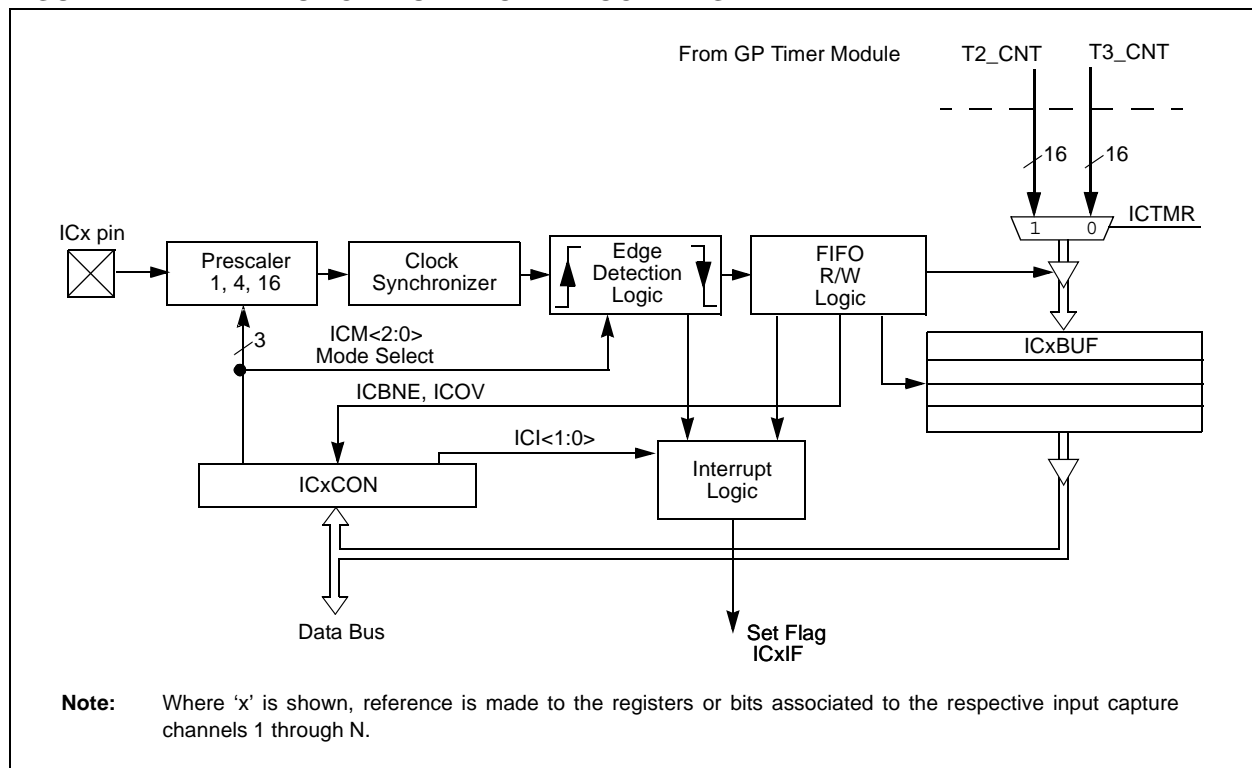 From GP Timer Module
T2_CNT
T3_CNT
16
16
ICx pin
1
0
ICTMR
Prescaler
1, 4, 16
Clock
Synchronizer
Edge
Detection
Logic
FIFO
R/W
Logic
3
ICM<2:0>
Mode Select
ICxBUF
ICBNE, ICOV
ICI<1:0>
ICxCON
Interrupt
Logic
Data Bus
Set Flag
ICxIF
Note: Where ‘x’ is shown, reference is made to the registers or bits associated to the respective input capture
channels 1 through N.